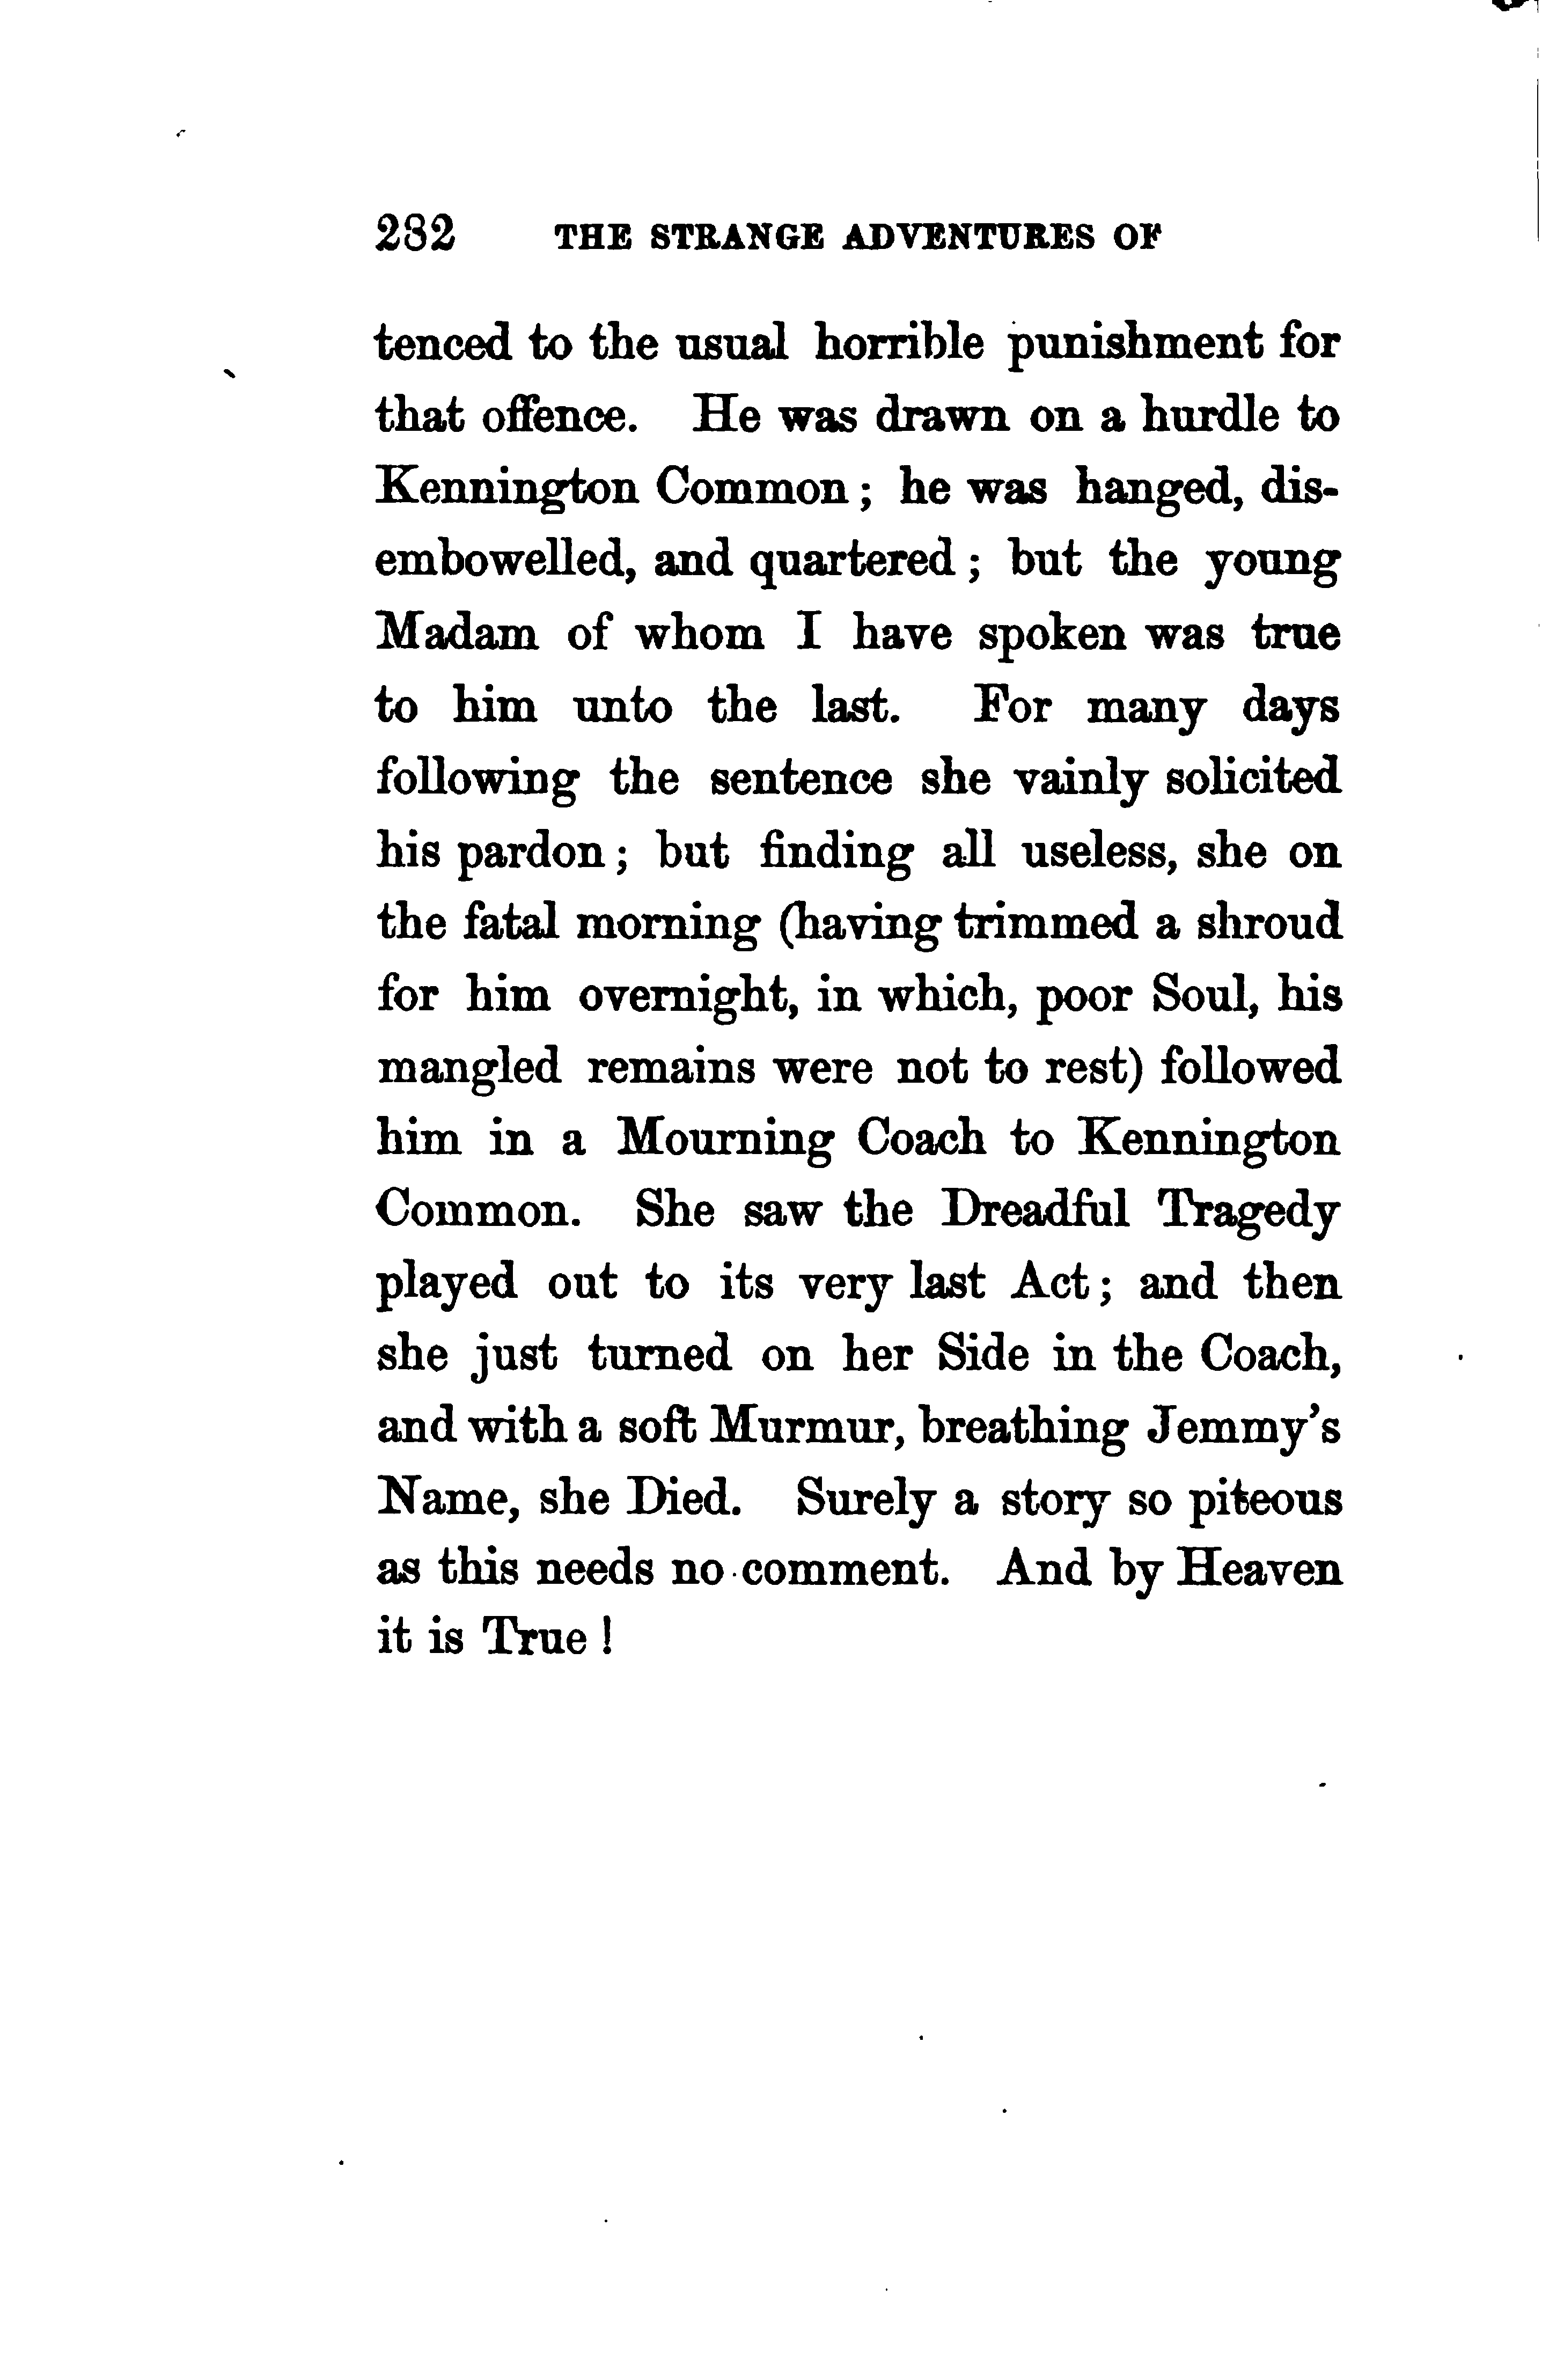 232 THE STRANGE ADVENTURES OF
tenced to the usual horrible punishment for
that offence. He was drawn on a hurdle to
Kennington Common; he was hanged, dis-
embowelled, and quartered; but the young
Madam of whom I have spoken was true
to him unto the last. For many days
following the sentence she vainly solicited
his pardon; but finding all useless, she on
the fatal morning (having trimmed a shroud
for him overnight, in which, poor Soul, his
mangled remains were not to rest) followed
him in a Mourning Coach to Kennington
Common. She saw the Dreadful Tragedy
played out to its very last Act; and then
she just turned on her Side in the Coach,
and with a soft Murmur, breathing Jemmy's
Name, she Died. Surely a story so piteous
as this needs no comment. And by Heaven
it is True!